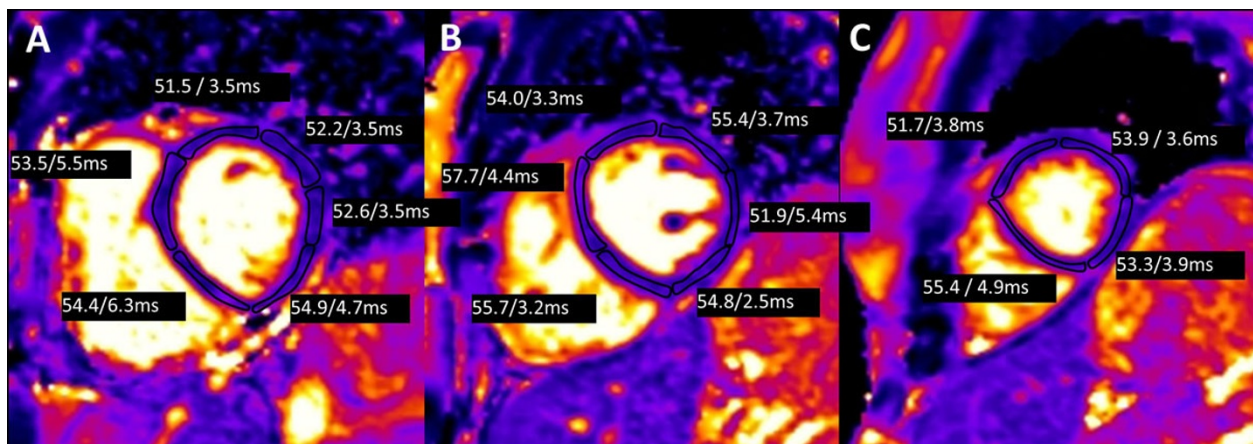 A
51.5 / 3.5ms
52.2/3.5ms
53.5/5.5ms
52.6/3.5ms
54.4/6.3ms
54.9/4.7ms
B
54.0/3.3ms
55.4/3.7ms
57.7/4.4ms
51.9/5.4ms
55.7/3.2ms
54.8/2.5ms
C
51.7/3.8ms
53.9 / 3.6ms
53.3/3.9ms
55.4 / 4.9ms